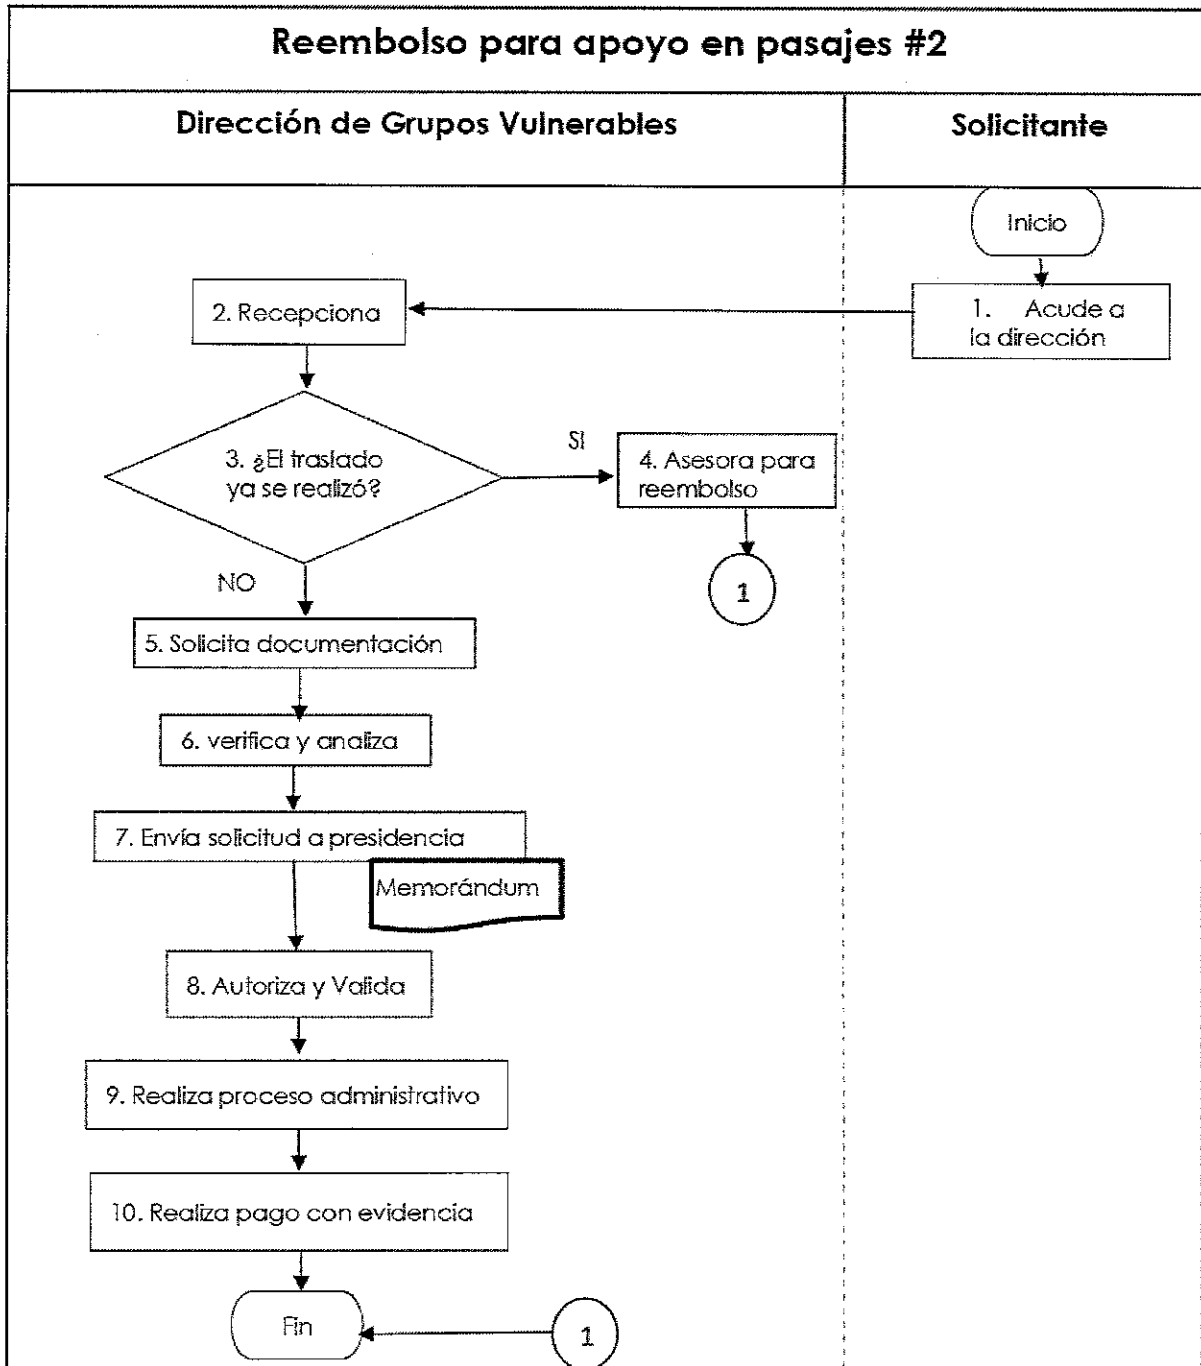 Reembolso para apoyo en pasajes #2
Dirección de Grupos Vulnerables
Solicitante
Inicio
1. Acude a
la dirección
2. Recepciona
3. ¿El traslado
ya se realizó?
SI
4. Asesora para
reembolso
1
NO
5. Solicita documentación
6. verifica y analiza
7. Envía solicitud a presidencia
Memorándum
8. Autoriza y Valida
9. Realiza proceso administrativo
10. Realiza pago con evidencia
Fin
1